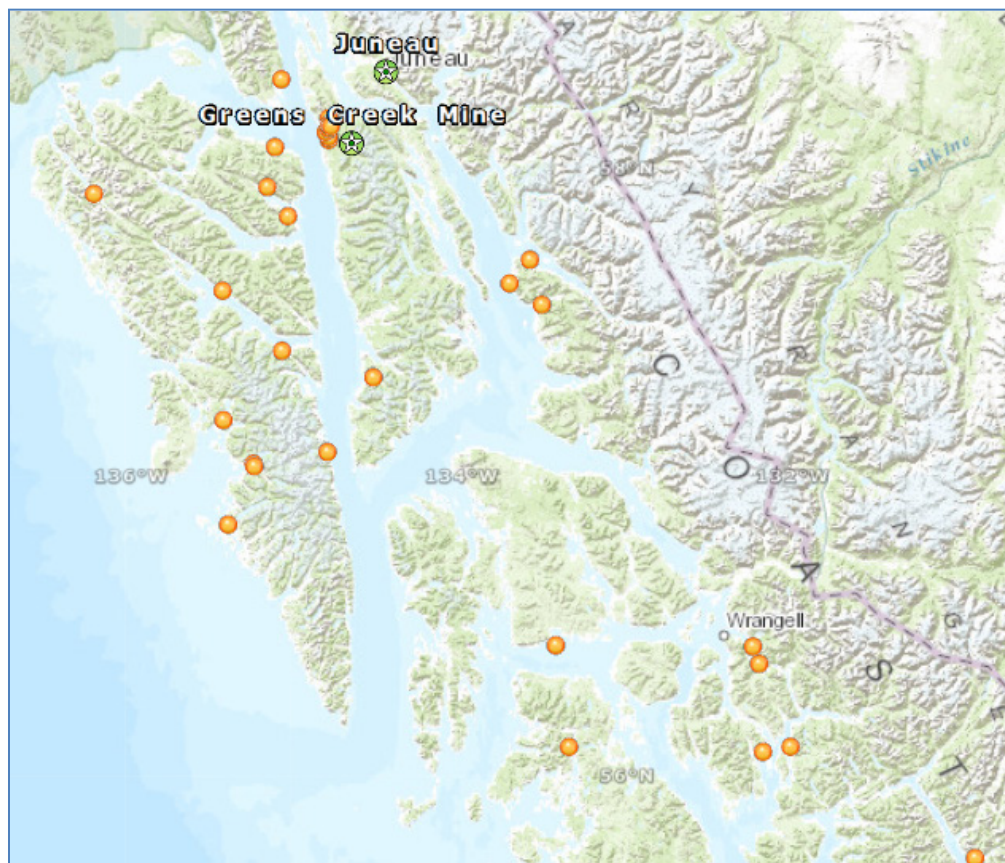 Juneau
Juneau
Greens Creek Mine
58°N
Stikine
136°W
134°W
132°W
Wrangell
56°N
C O A S T
R A N G